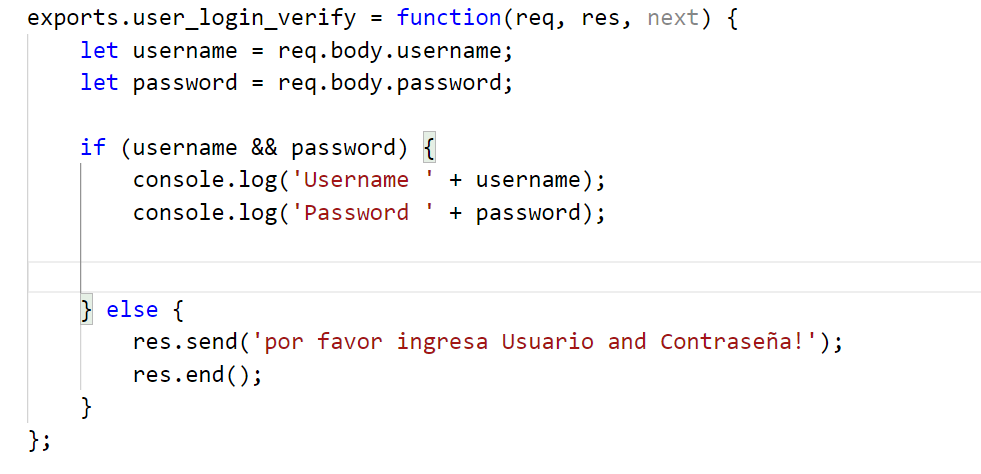 exports.user_login_verify = function(req, res, next) {
let username = req.body.username;
let password = req.body.password;
if (username && password) {
console.log('Username ' + username);
console.log('Password ' + password);
} else {
res.send('por favor ingresa Usuario and Contraseña!');
res.end();
}
};